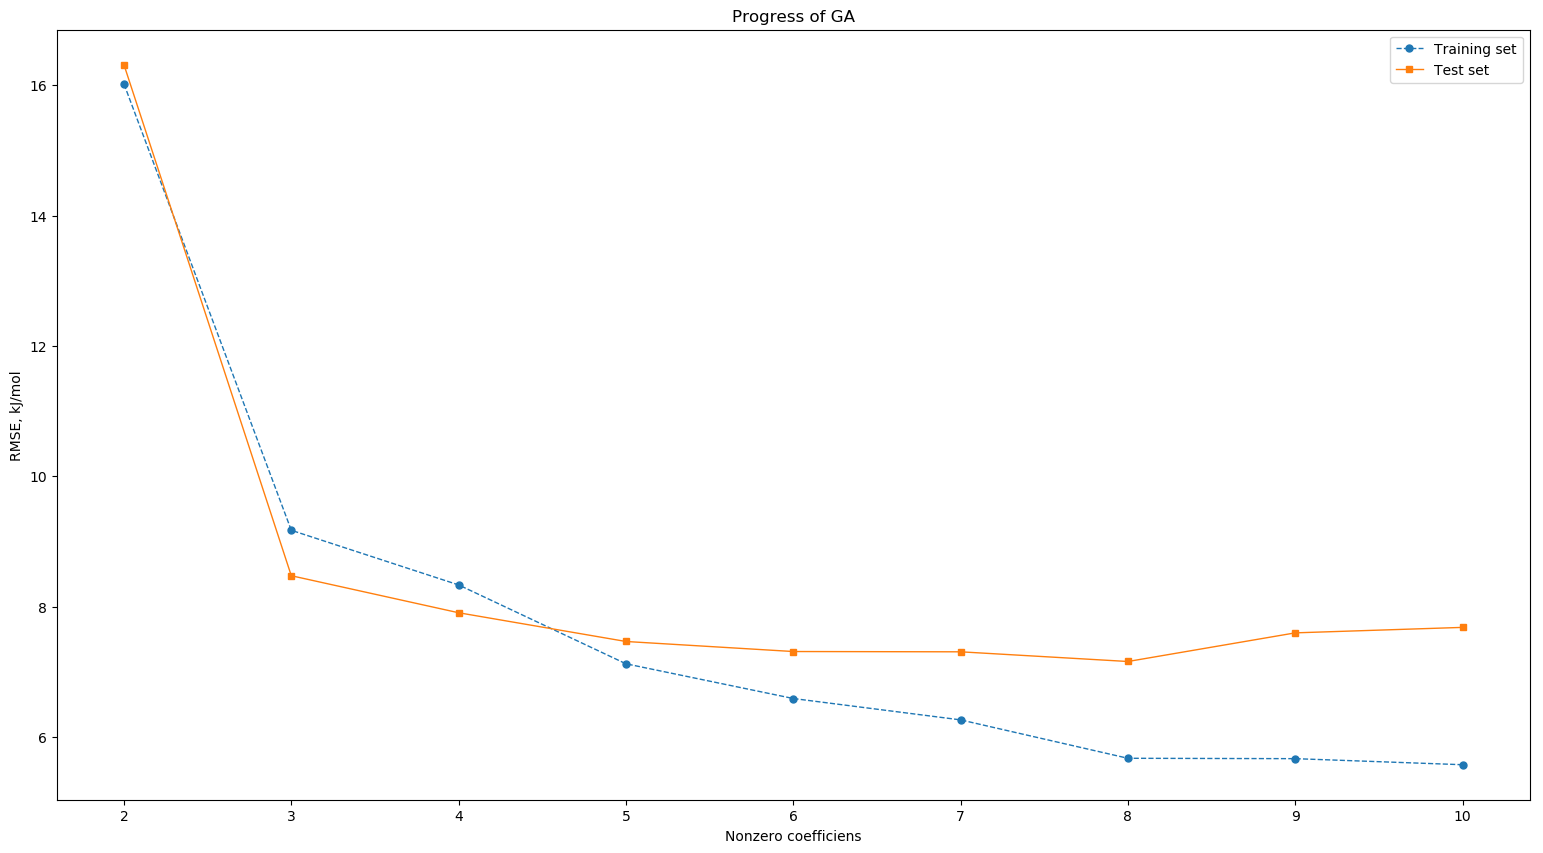 Progress of GA
Training set
Test set
RMSE, kJ/mol
16
14
12
10
8
6
2 3 4 5 6 7 8 9 10
Nonzero coefficiens